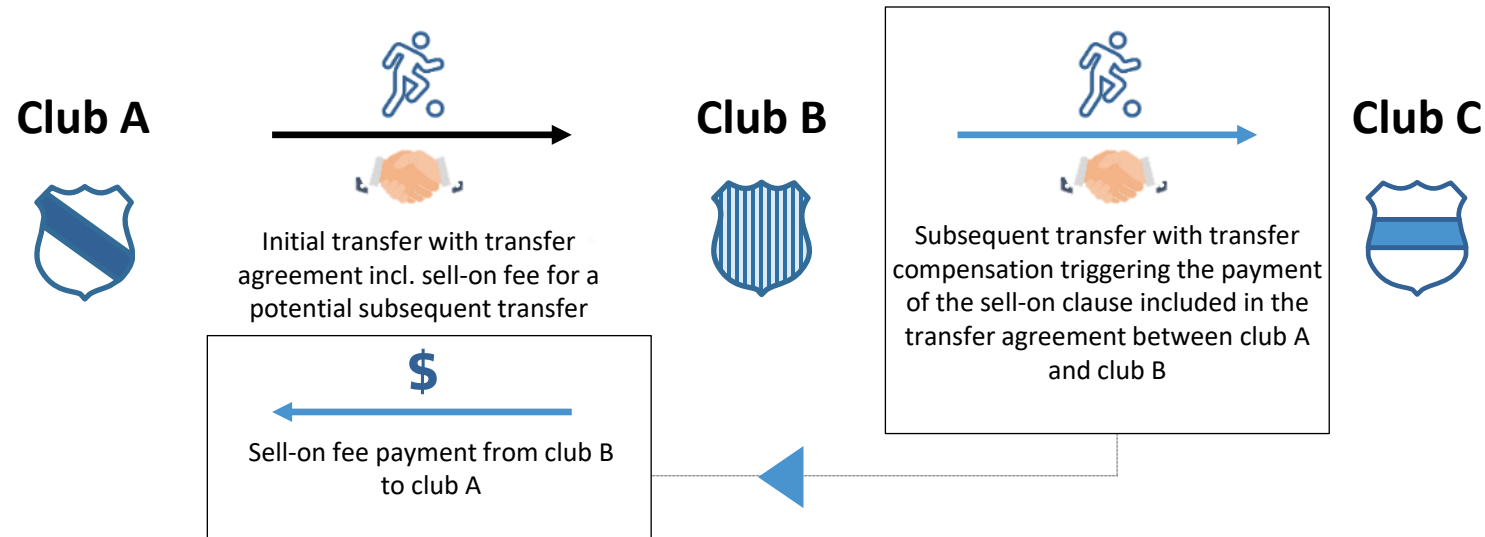 Club A
Club B
Club C
Initial transfer with transfer
agreement incl. sell-on fee for a
potential subsequent transfer
Subsequent transfer with transfer
compensation triggering the payment
of the sell-on clause included in the
transfer agreement between club A
and club B
$
Sell-on fee payment from club B
to club A